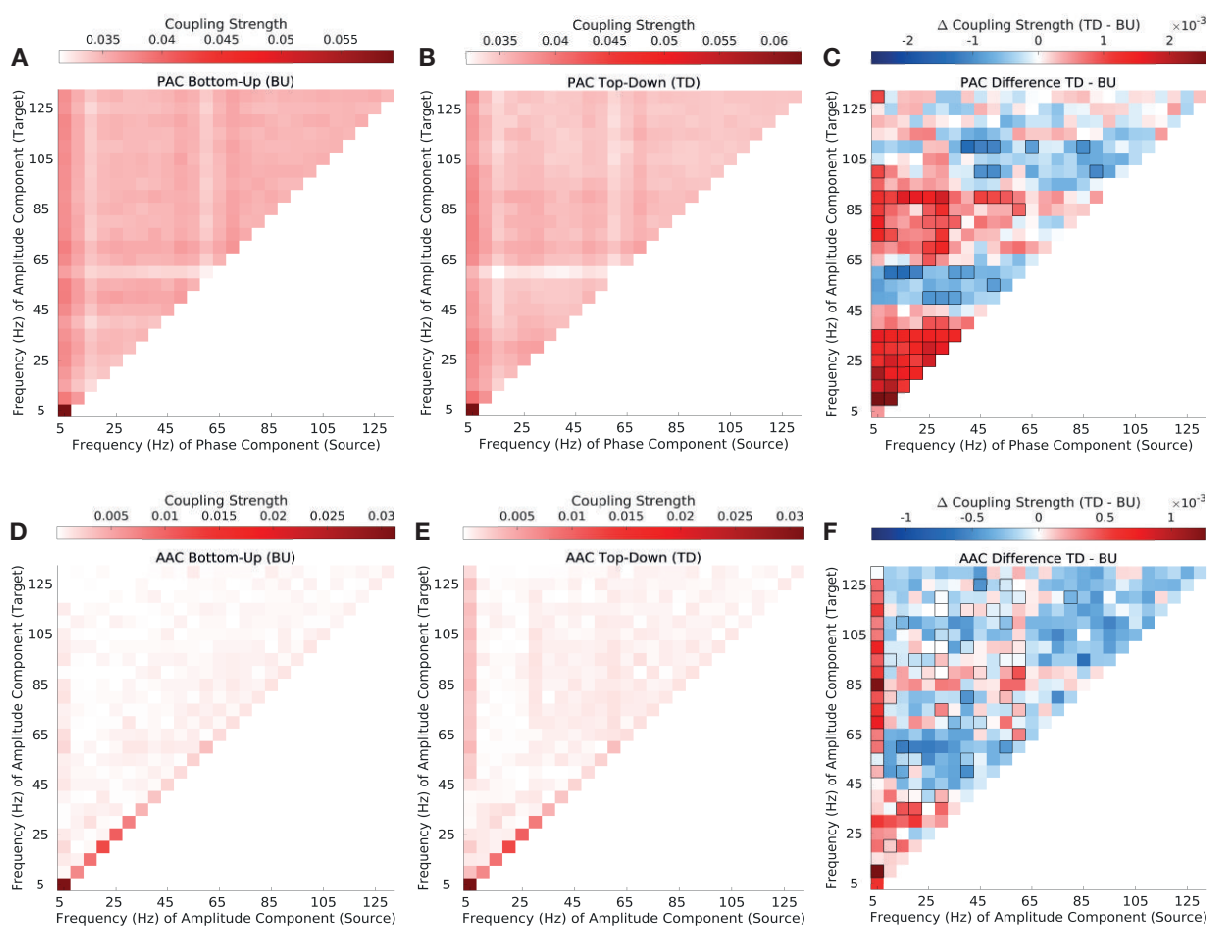 Coupling Strength
0.035 0.04 0.045 0.05 0.055
A
PAC Bottom-Up (BU)
Frequency (Hz) of Amplitude Component (Target)
125
105
85
65
45
25
5
5 25 45 65 85 105 125
Frequency (Hz) of Phase Component (Source)
Coupling Strength
0.035 0.04 0.045 0.05 0.055 0.06
B
PAC Top-Down (TD)
Frequency (Hz) of Amplitude Component (Target)
125
105
85
65
45
25
5
5 25 45 65 85 105 125
Frequency (Hz) of Phase Component (Source)
Δ Coupling Strength (TD - BU) ×10⁻³
-2 -1 0 1 2
C
PAC Difference TD - BU
Frequency (Hz) of Amplitude Component (Target)
125
105
85
65
45
25
5
5 25 45 65 85 105 125
Frequency (Hz) of Phase Component (Source)
Coupling Strength
0.005 0.01 0.015 0.02 0.025 0.03
D
AAC Bottom-Up (BU)
Frequency (Hz) of Amplitude Component (Target)
125
105
85
65
45
25
5
5 25 45 65 85 105 125
Frequency (Hz) of Amplitude Component (Source)
Coupling Strength
0.005 0.01 0.015 0.02 0.025 0.03
E
AAC Top-Down (TD)
Frequency (Hz) of Amplitude Component (Target)
125
105
85
65
45
25
5
5 25 45 65 85 105 125
Frequency (Hz) of Amplitude Component (Source)
Δ Coupling Strength (TD - BU) ×10⁻³
-1 -0.5 0 0.5 1
F
AAC Difference TD - BU
Frequency (Hz) of Amplitude Component (Target)
125
105
85
65
45
25
5
5 25 45 65 85 105 125
Frequency (Hz) of Amplitude Component (Source)